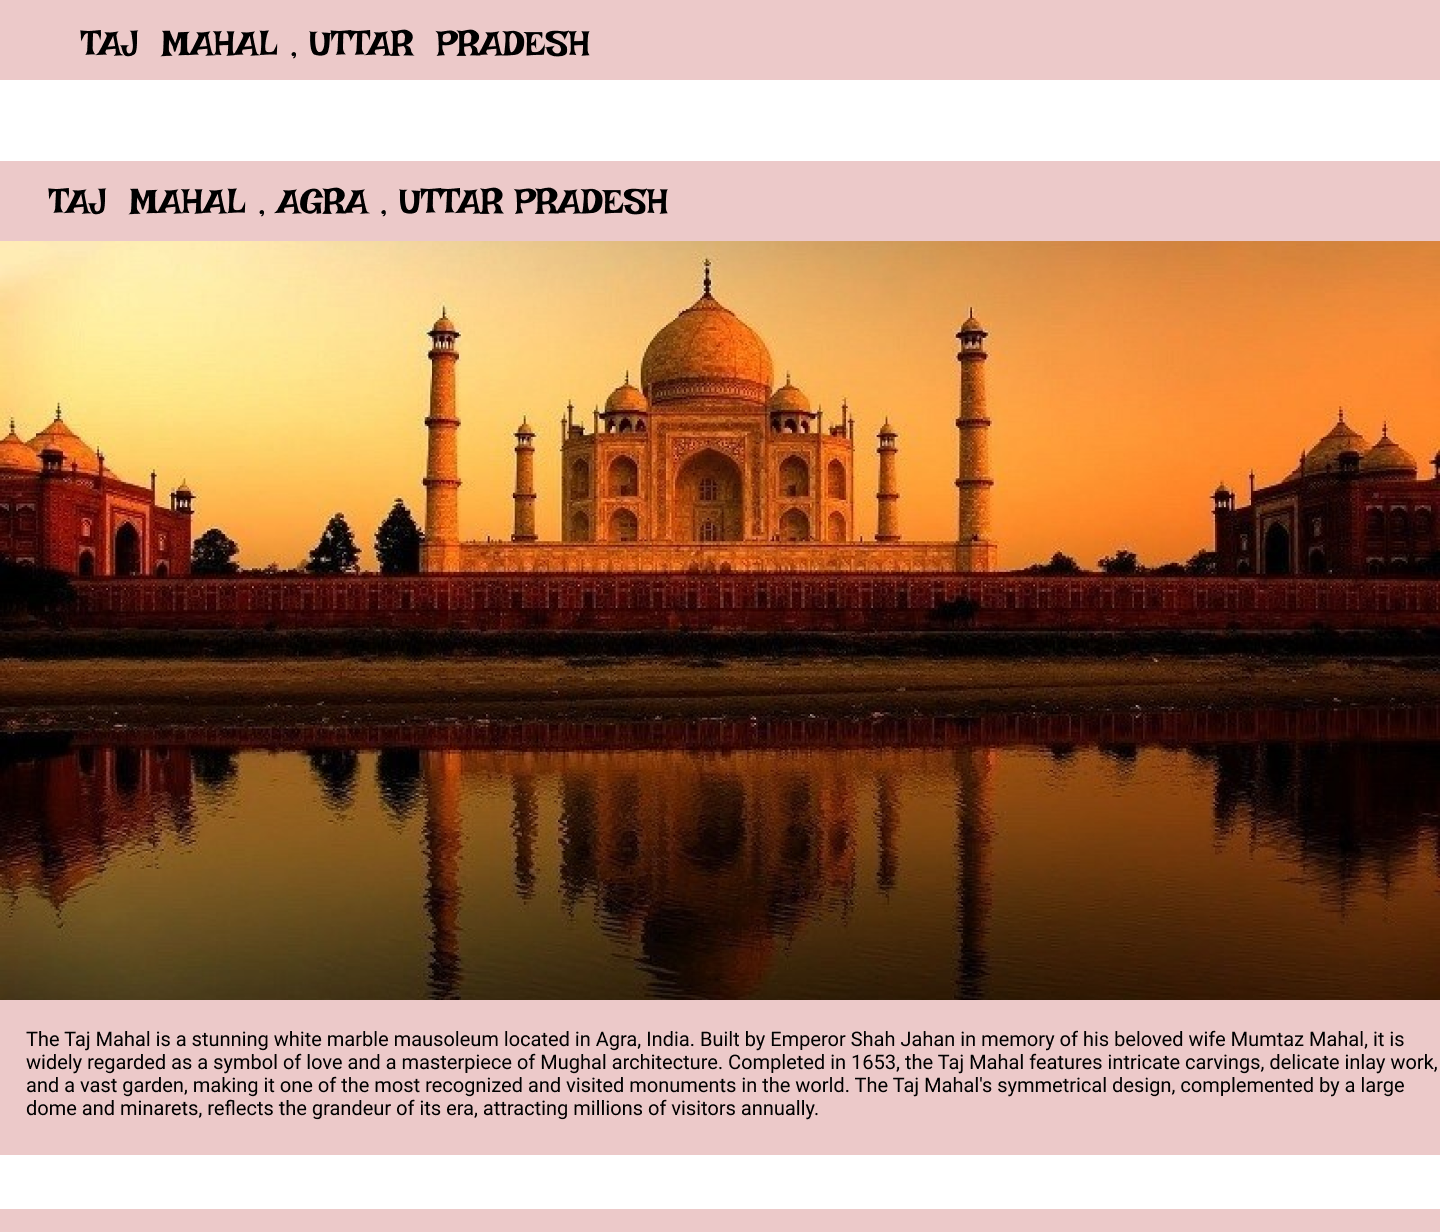 TAJ MAHAL , UTTAR PRADESH
TAJ MAHAL , AGRA , UTTAR PRADESH
The Taj Mahal is a stunning white marble mausoleum located in Agra, India. Built by Emperor Shah Jahan in memory of his beloved wife Mumtaz Mahal, it is
widely regarded as a symbol of love and a masterpiece of Mughal architecture. Completed in 1653, the Taj Mahal features intricate carvings, delicate inlay work,
and a vast garden, making it one of the most recognized and visited monuments in the world. The Taj Mahal's symmetrical design, complemented by a large
dome and minarets, reflects the grandeur of its era, attracting millions of visitors annually.